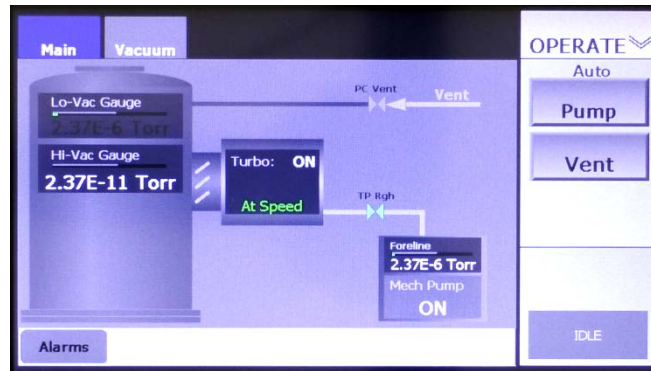 Main
Vacuum
OPERATE
Auto
Pump
Vent
IDLE
PC Vent
Vent
Lo-Vac Gauge
2.37E-6 Torr
Hi-Vac Gauge
2.37E-11 Torr
Turbo: ON
At Speed
TP Rgh
Foreline
2.37E-6 Torr
Mech Pump
ON
Alarms